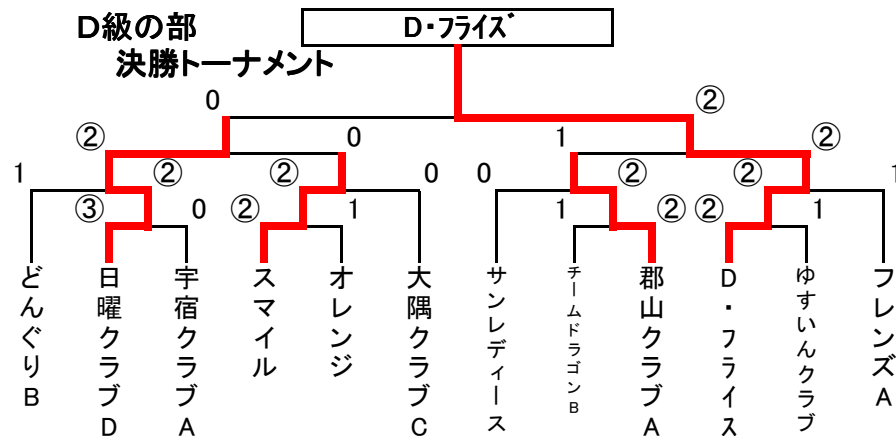 D級の部
D・フライズ
決勝トーナメント
0
②
②
0
1
②
1
②
②
0
0
②
②
1
③
0
②
1
1
②
②
1
どんぐりB
日曜クラブD
宇宿クラブA
スマイル
オレンジ
大隅クラブC
サンレディース
チームドラゴンB
郡山クラブA
D・フライス
ゆすいんクラブ
フレンズA